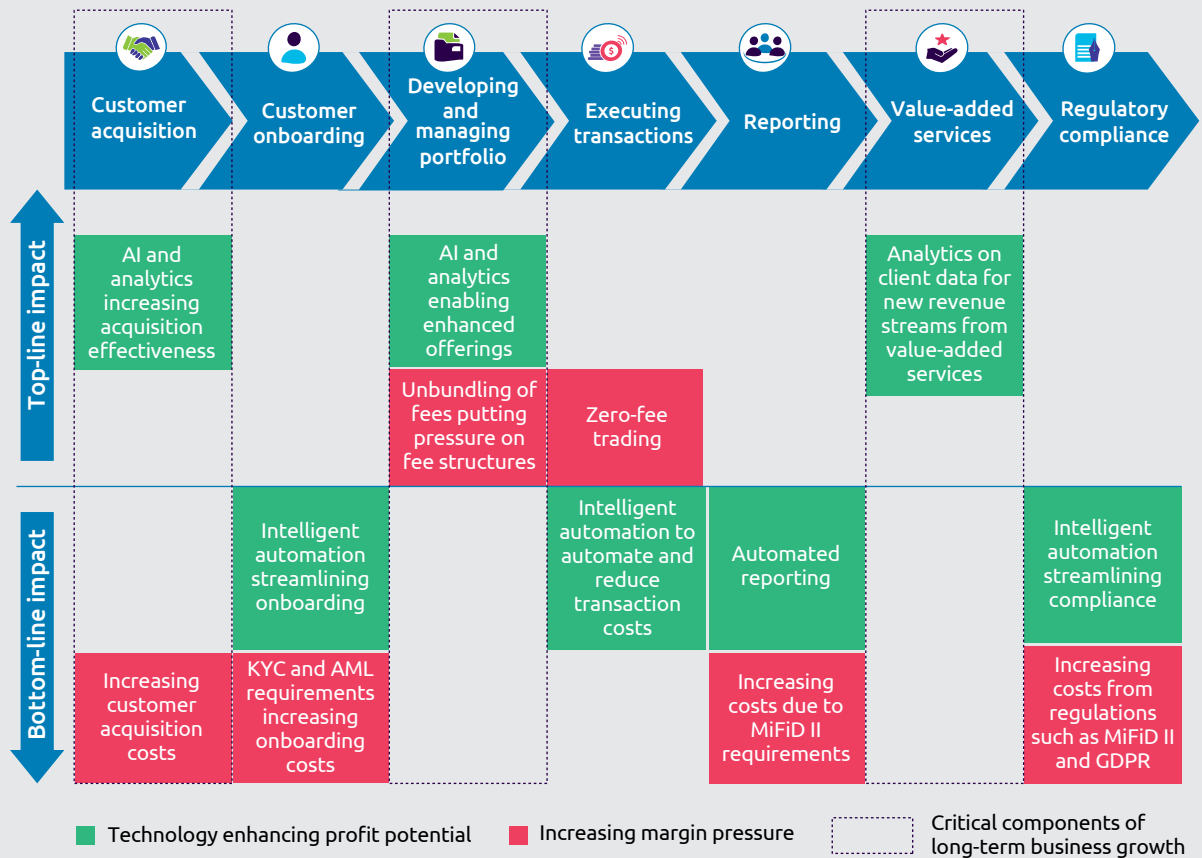 Customer
acquisition
Customer
onboarding
Developing
and
managing
portfolio
Executing
transactions
Reporting
Value-added
services
Regulatory
compliance
Top-line impact
AI and
analytics
increasing
acquisition
effectiveness
AI and
analytics
enabling
enhanced
offerings
Analytics on
client data for
new revenue
streams from
value-added
services
Unbundling of
fees putting
pressure on
fee structures
Zero-fee
trading
Bottom-line impact
Intelligent
automation
streamlining
onboarding
Intelligent
automation to
automate and
reduce
transaction
costs
Automated
reporting
Intelligent
automation
streamlining
compliance
Increasing
customer
acquisition
costs
KYC and AML
requirements
increasing
onboarding
costs
Increasing
costs due to
MiFiD II
requirements
Increasing
costs from
regulations
such as MiFiD II
and GDPR
Technology enhancing profit potential
Increasing margin pressure
Critical components of
long-term business growth